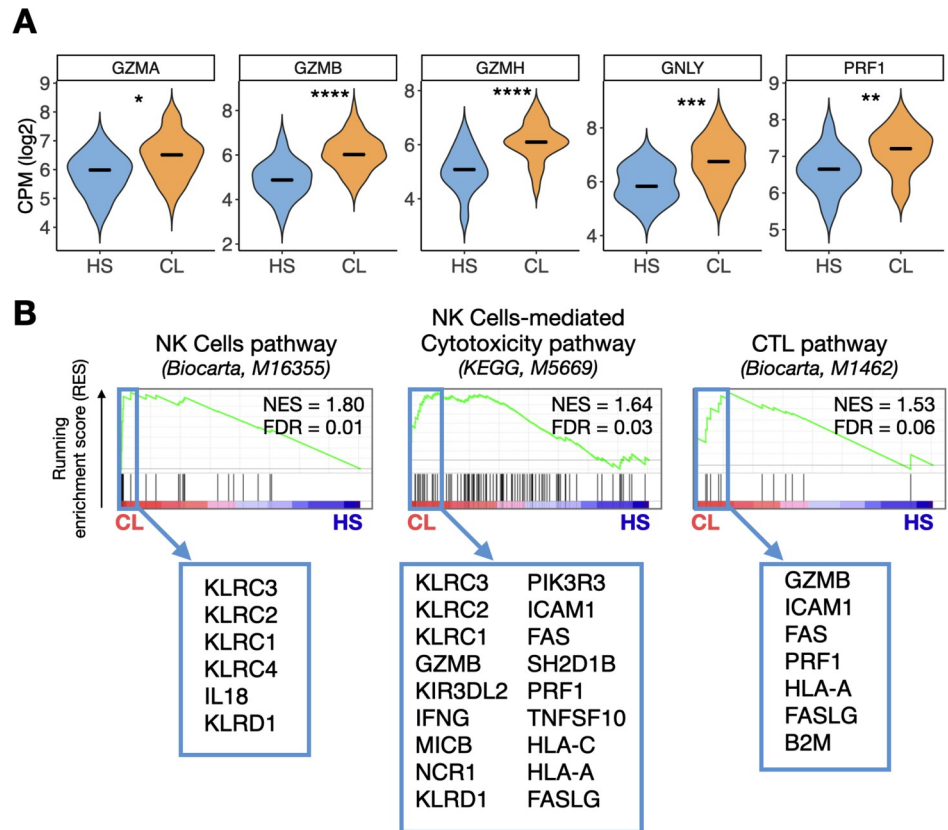 A
GZMA
GZMB
GZMH
GNLY
PRF1
CPM (log2)
9
8
7
6
5
4
*
HS
CL
8
6
4
2
****
HS
CL
8
6
4
****
HS
CL
8
6
4
***
HS
CL
9
8
7
6
5
**
HS
CL
B
NK Cells pathway
(Biocarta, M16355)
NK Cells-mediated
Cytotoxicity pathway
(KEGG, M5669)
CTL pathway
(Biocarta, M1462)
Running
enrichment score (RES)
NES = 1.80
FDR = 0.01
CL
HS
NES = 1.64
FDR = 0.03
CL
HS
NES = 1.53
FDR = 0.06
CL
HS
KLRC3
KLRC2
KLRC1
KLRC4
IL18
KLRD1
KLRC3 PIK3R3
KLRC2 ICAM1
KLRC1 FAS
GZMB SH2D1B
KIR3DL2 PRF1
IFNG TNFSF10
MICB HLA-C
NCR1 HLA-A
KLRD1 FASLG
GZMB
ICAM1
FAS
PRF1
HLA-A
FASLG
B2M